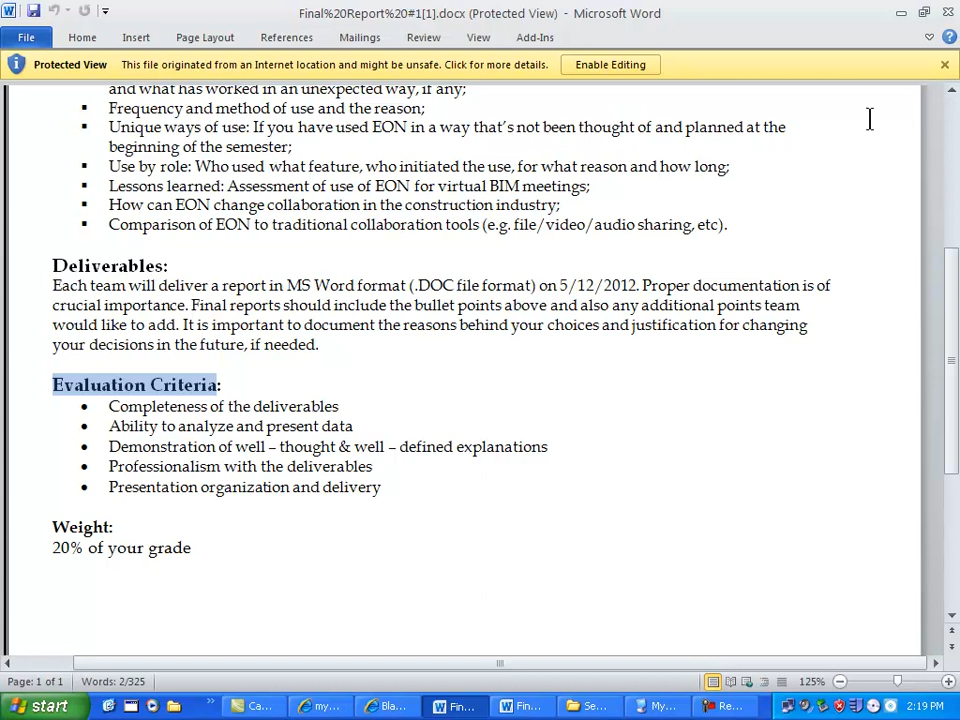 Final%20Report%20#1[1].docx (Protected View) - Microsoft Word
File Home Insert Page Layout References Mailings Review View Add-Ins
Protected View This file originated from an Internet location and might be unsafe. Click for more details. Enable Editing
and what has worked in an unexpected way, if any;
▪ Frequency and method of use and the reason;
▪ Unique ways of use: If you have used EON in a way that's not been thought of and planned at the
beginning of the semester;
▪ Use by role: Who used what feature, who initiated the use, for what reason and how long;
▪ Lessons learned: Assessment of use of EON for virtual BIM meetings;
▪ How can EON change collaboration in the construction industry;
▪ Comparison of EON to traditional collaboration tools (e.g. file/video/audio sharing, etc).
Deliverables:
Each team will deliver a report in MS Word format (.DOC file format) on 5/12/2012. Proper documentation is of
crucial importance. Final reports should include the bullet points above and also any additional points team
would like to add. It is important to document the reasons behind your choices and justification for changing
your decisions in the future, if needed.
Evaluation Criteria:
• Completeness of the deliverables
• Ability to analyze and present data
• Demonstration of well – thought & well – defined explanations
• Professionalism with the deliverables
• Presentation organization and delivery
Weight:
20% of your grade
Page: 1 of 1 Words: 2/325 125%
start Ca... my... Bla... Fin... Fin... Se... My... Re... 2:19 PM